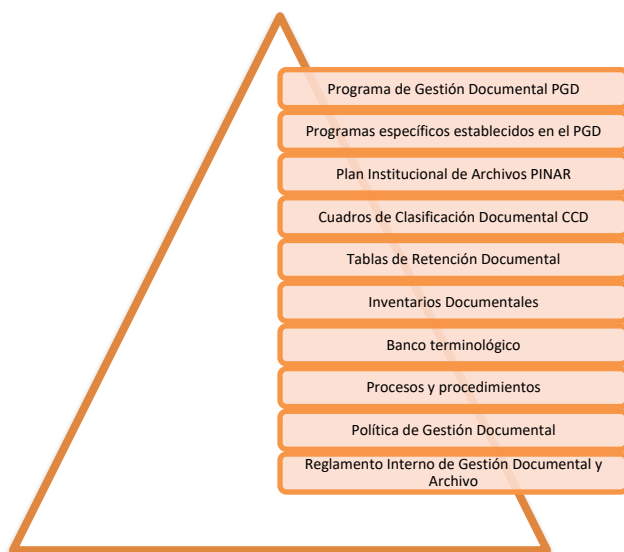 Programa de Gestión Documental PGD
Programas específicos establecidos en el PGD
Plan Institucional de Archivos PINAR
Cuadros de Clasificación Documental CCD
Tablas de Retención Documental
Inventarios Documentales
Banco terminológico
Procesos y procedimientos
Política de Gestión Documental
Reglamento Interno de Gestión Documental y
Archivo